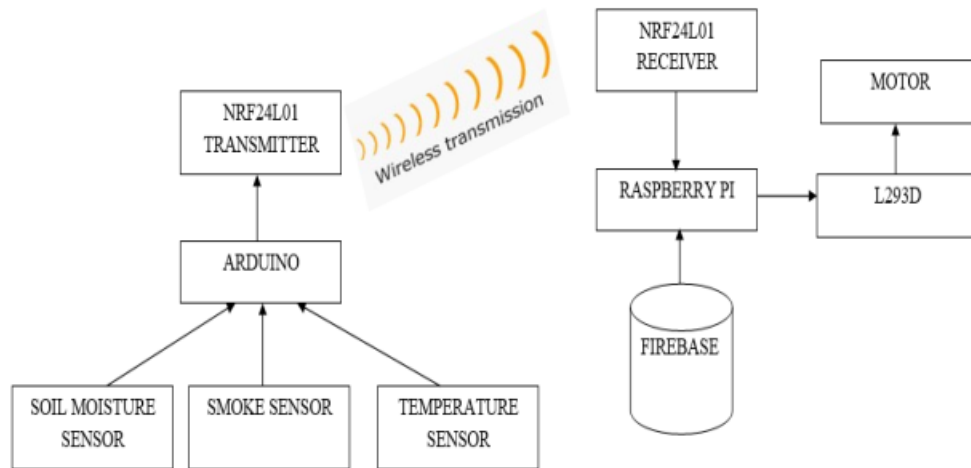 NRF24L01
TRANSMITTER
Wireless transmission
ARDUINO
SOIL MOISTURE
SENSOR
SMOKE SENSOR
TEMPERATURE
SENSOR
NRF24L01
RECEIVER
RASPBERRY PI
FIREBASE
MOTOR
L293D